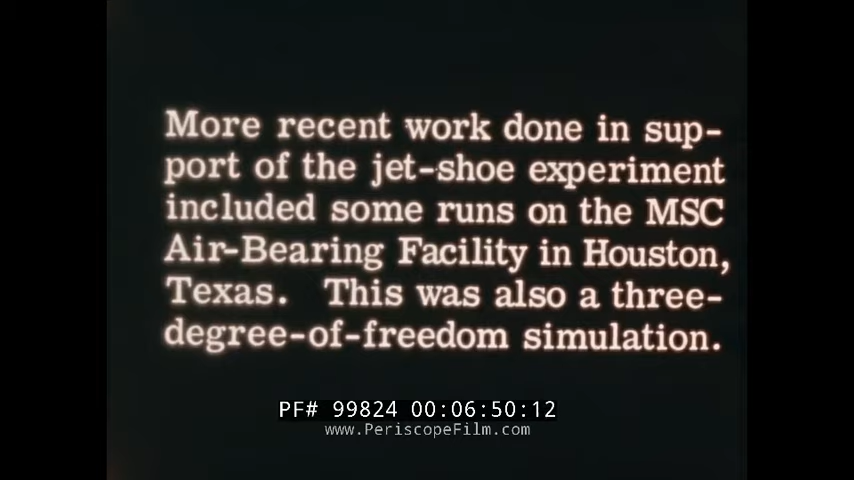 More recent work done in sup-
port of the jet-shoe experiment
included some runs on the MSC
Air-Bearing Facility in Houston,
Texas. This was also a three-
degree-of-freedom simulation.
PF# 99824 00:06:50:12
www.PeriscopeFilm.com